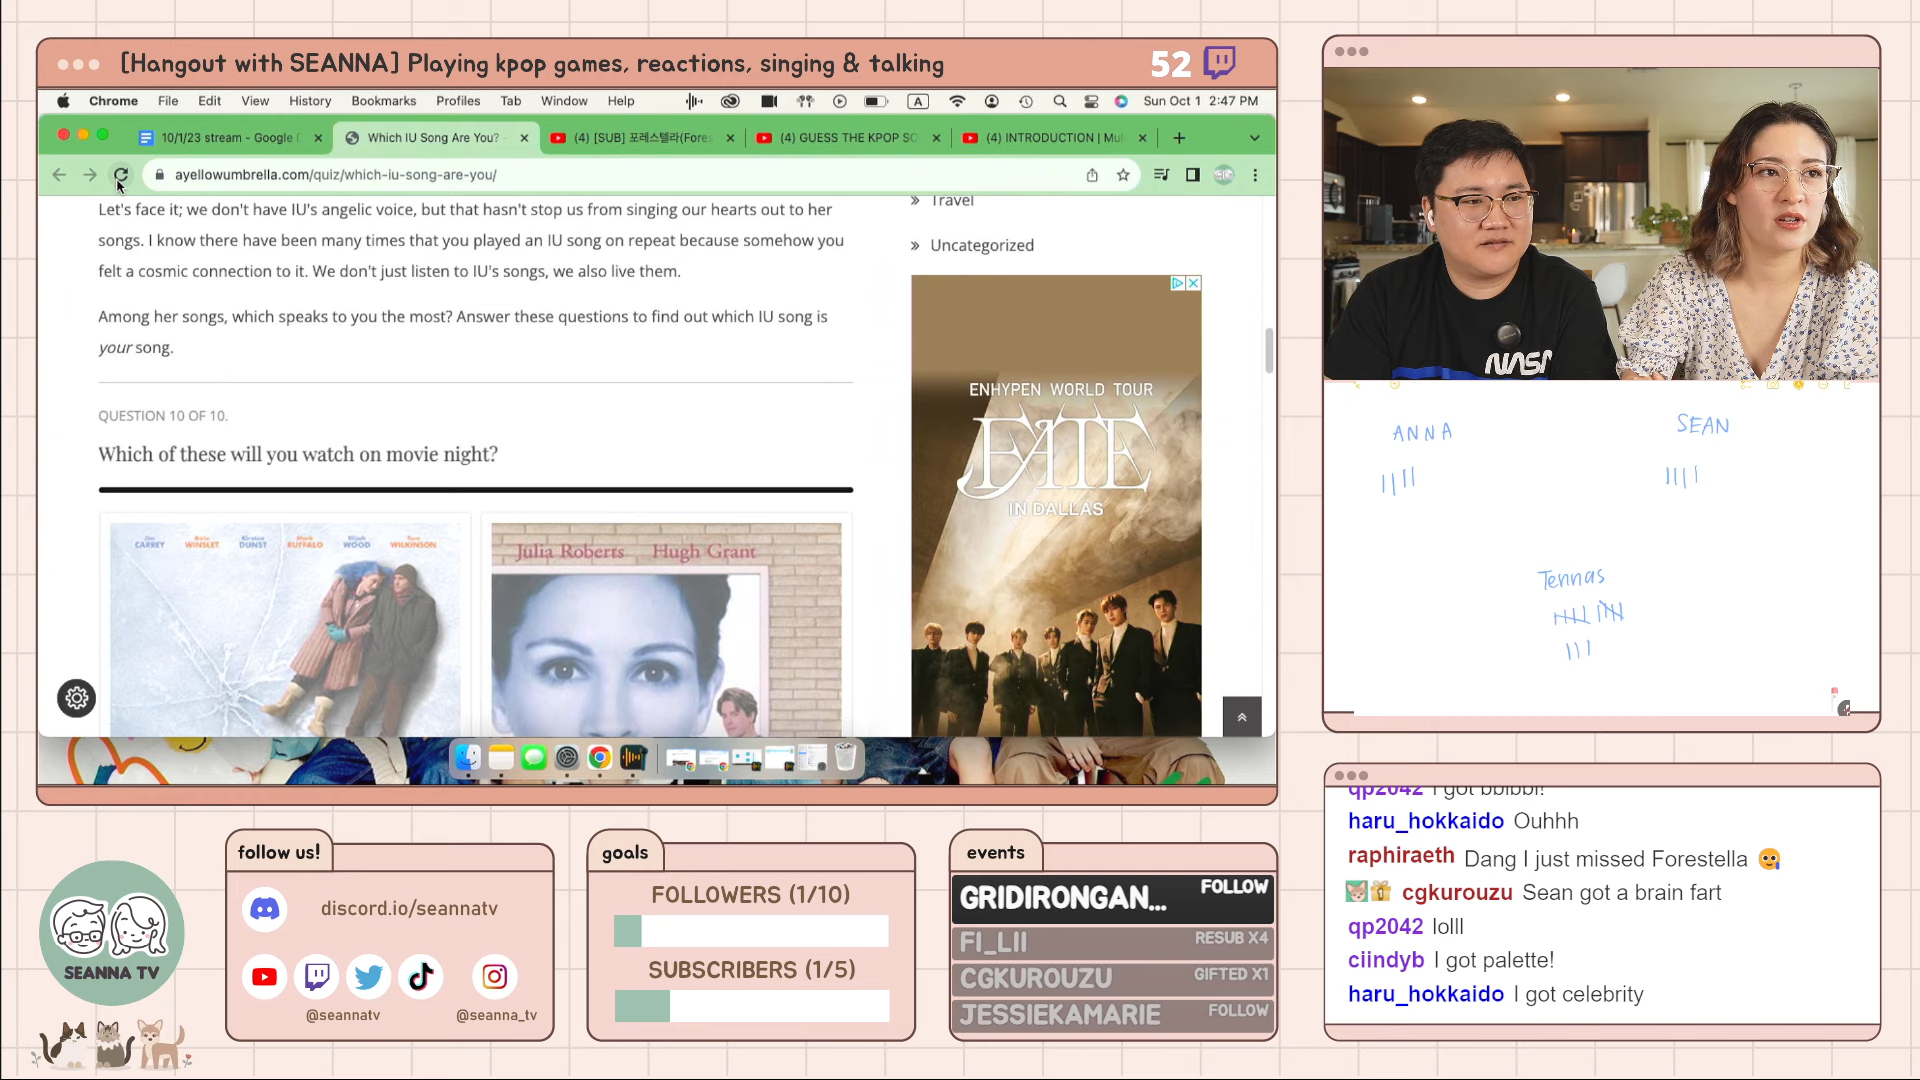 [Hangout with SEANNA] Playing kpop games, reactions, singing & talking
52
Chrome File Edit View History Bookmarks Profiles Tab Window Help
A
Sun Oct 1 2:47 PM
10/1/23 stream - Google
Which IU Song Are You?
(4) [SUB] 포레스텔라(Fores
(4) GUESS THE KPOP SO
(4) INTRODUCTION | Mul
ayellowumbrella.com/quiz/which-iu-song-are-you/
Let's face it; we don't have IU's angelic voice, but that hasn't stop us from singing our hearts out to her
songs. I know there have been many times that you played an IU song on repeat because somehow you
felt a cosmic connection to it. We don't just listen to IU's songs, we also live them.
Among her songs, which speaks to you the most? Answer these questions to find out which IU song is
your song.
QUESTION 10 OF 10.
Which of these will you watch on movie night?
CARREY WINSLET DUNST RUFFALO WOOD WILKINSON
Julia Roberts Hugh Grant
» Travel
» Uncategorized
ENHYPEN WORLD TOUR
FATE
IN DALLAS
NASA
ANNA
SEAN
Tennas
follow us!
discord.io/seannatv
@seannatv
@seanna_tv
SEANNA TV
goals
FOLLOWERS (1/10)
SUBSCRIBERS (1/5)
events
GRIDIRONGAN... FOLLOW
FI_LII RESUB X4
CGKUROUZU GIFTED X1
JESSIEKAMARIE FOLLOW
qp2042 I got bbibbi!
haru_hokkaido Ouhhh
raphiraeth Dang I just missed Forestella
cgkurouzu Sean got a brain fart
qp2042 lolll
ciindyb I got palette!
haru_hokkaido I got celebrity